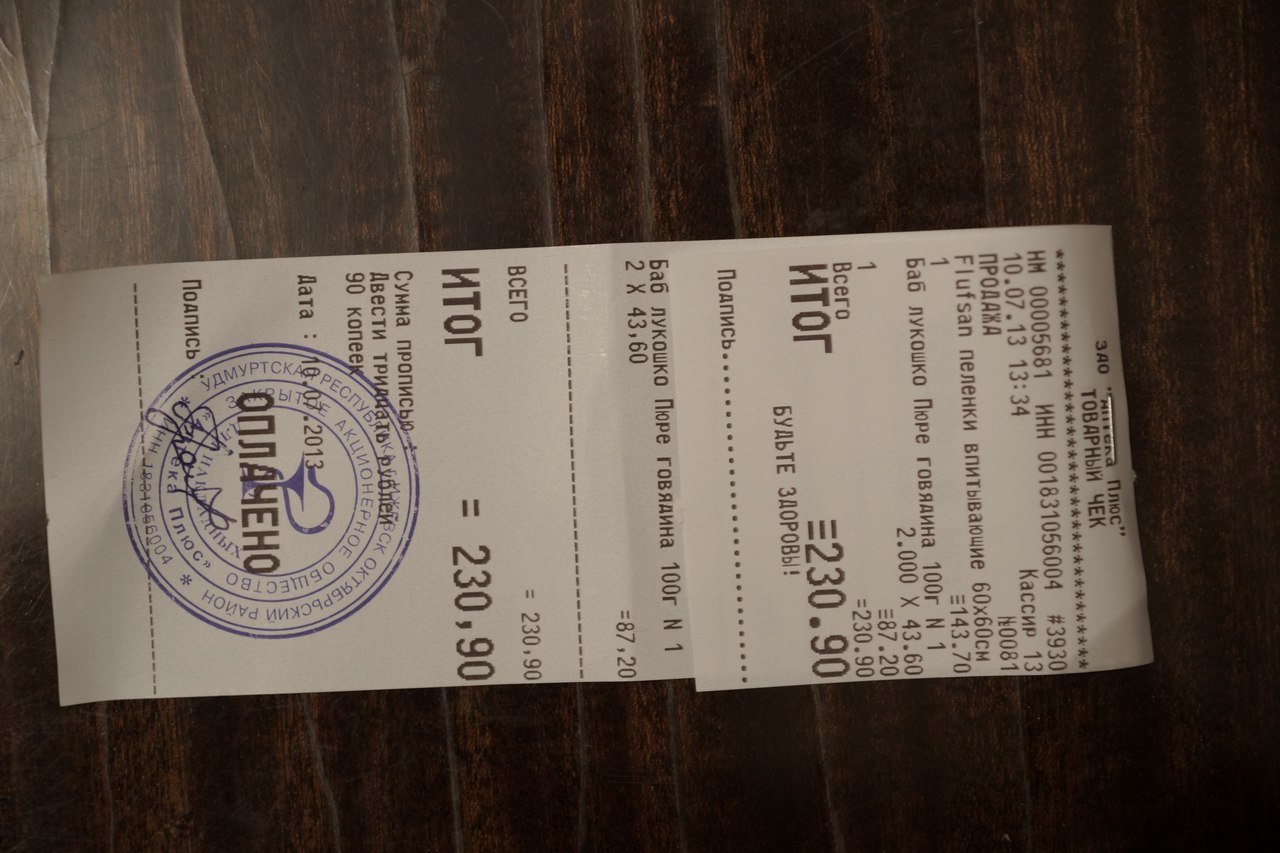 ЗАО "Аптека Плюс"
ТОВАРНЫЙ ЧЕК
****************************************
НМ 00005681 ИНН 001831056004 #3930
10.07.13 13:34 Кассир 13
ПРОДАЖА №0081
Flufsan пеленки впитывающие 60х60см
1 ≡143.70
Баб лукошко Пюре говядина 100г N 1
2.000 X 43.60
1 ≡87.20
Всего =230.90
ИТОГ ≡230.90
БУДЬТЕ ЗДОРОВЫ!
Подпись
Баб лукошко Пюре говядина 100г N 1
2 X 43,60 =87,20
ВСЕГО = 230,90
ИТОГ = 230,90
Сумма прописью :
Двести тридцать рублей
90 копеек
Дата : 10.07.2013
ОПЛАЧЕНО
Подпись :
УДМУРТСКАЯ РЕСПУБЛИКА Г. ИЖЕВСК ОКТЯБРЬСКИЙ РАЙОН
* ИНН 1831056004 *
ЗАКРЫТОЕ АКЦИОНЕРНОЕ ОБЩЕСТВО
«Аптека Плюс»